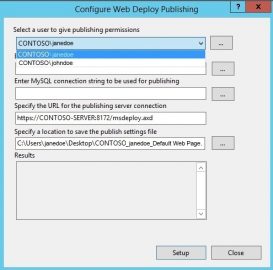 Configure Web Deploy Publishing
? x
Select a user to give publishing permissions
CONTOSO\janedoe
...
CONTOSO\janedoe
CONTOSO\johndoe
...
Enter MySQL connection string to be used for publishing
...
Specify the URL for the publishing server connection
https://CONTOSO-SERVER:8172/msdeploy.axd
Specify a location to save the publish settings file
C:\Users\janedoe\Desktop\CONTOSO_janedoe_Default Web Page.
...
Results
Setup
Close